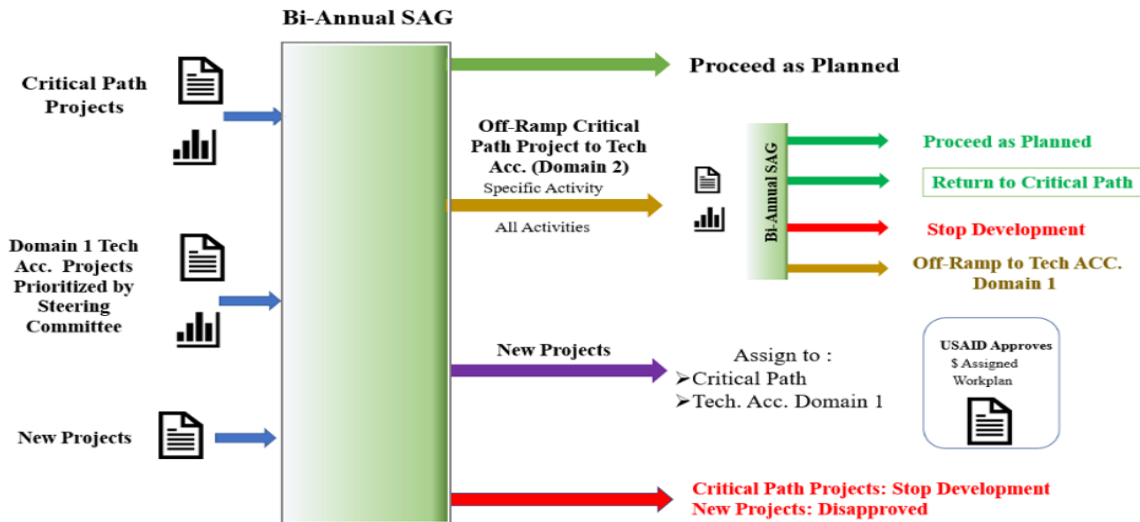 Bi-Annual SAG
Critical Path
Projects
Proceed as Planned
Off-Ramp Critical
Path Project to Tech
Acc. (Domain 2)
Specific Activity
All Activities
Bi-Annual SAG
Proceed as Planned
Return to Critical Path
Stop Development
Off-Ramp to Tech ACC.
Domain 1
Domain 1 Tech
Acc. Projects
Prioritized by
Steering
Committee
New Projects
Assign to :
➢Critical Path
➢Tech. Acc. Domain 1
USAID Approves
$ Assigned
Workplan
New Projects
Critical Path Projects: Stop Development
New Projects: Disapproved